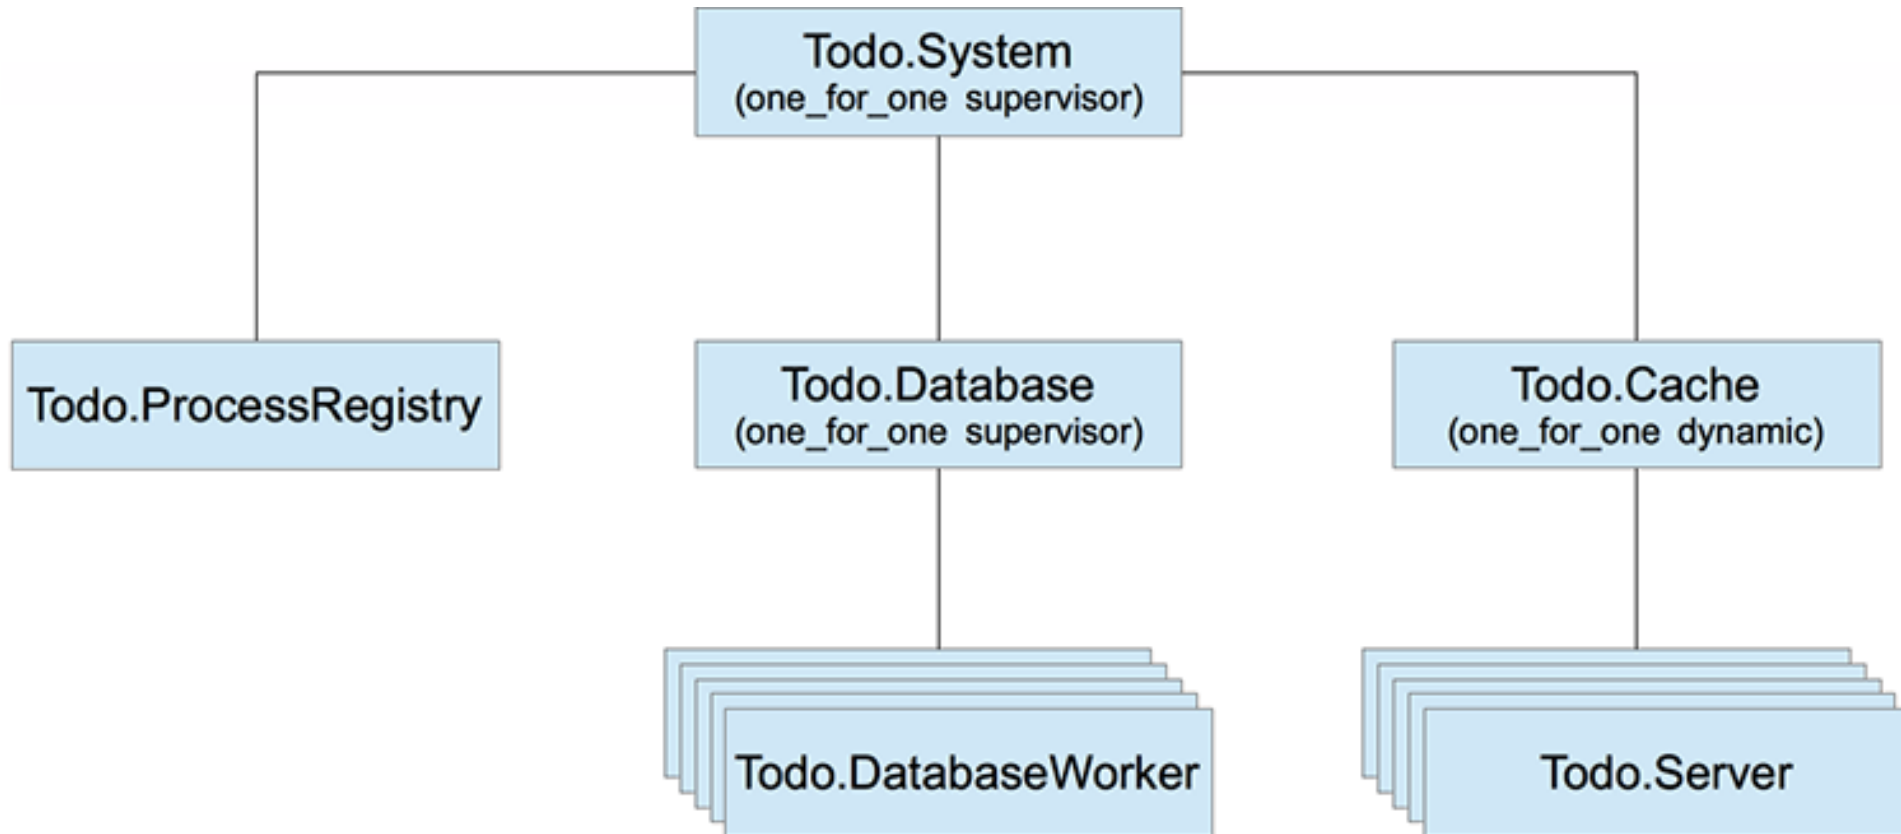 Todo.System
(one_for_one supervisor)
Todo.ProcessRegistry
Todo.Database
(one_for_one supervisor)
Todo.Cache
(one_for_one dynamic)
Todo.DatabaseWorker
Todo.Server